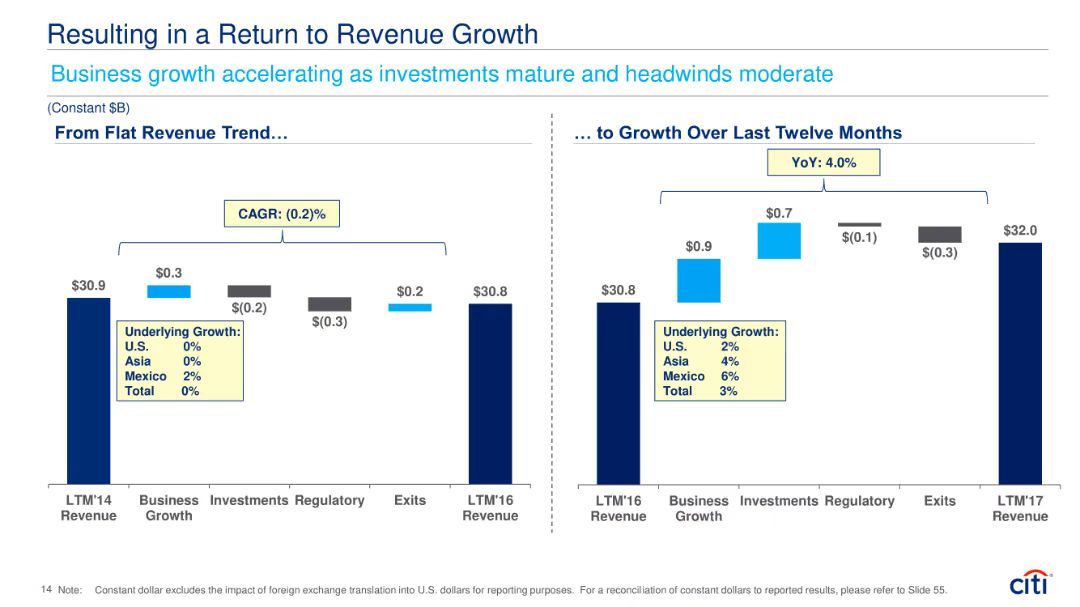 Resulting in a Return to Revenue Growth
Business growth accelerating as investments mature and headwinds moderate
(Constant $B)
From Flat Revenue Trend…
CAGR: (0.2)%
$30.9
$0.3
$(0.2)
$(0.3)
$0.2
$30.8
Underlying Growth:
U.S. 0%
Asia 0%
Mexico 2%
Total 0%
LTM'14 Revenue
Business Growth
Investments
Regulatory
Exits
LTM'16 Revenue
… to Growth Over Last Twelve Months
YoY: 4.0%
$30.8
$0.9
$0.7
$(0.1)
$(0.3)
$32.0
Underlying Growth:
U.S. 2%
Asia 4%
Mexico 6%
Total 3%
LTM'16 Revenue
Business Growth
Investments
Regulatory
Exits
LTM'17 Revenue
14 Note: Constant dollar excludes the impact of foreign exchange translation into U.S. dollars for reporting purposes. For a reconciliation of constant dollars to reported results, please refer to Slide 55.
citi